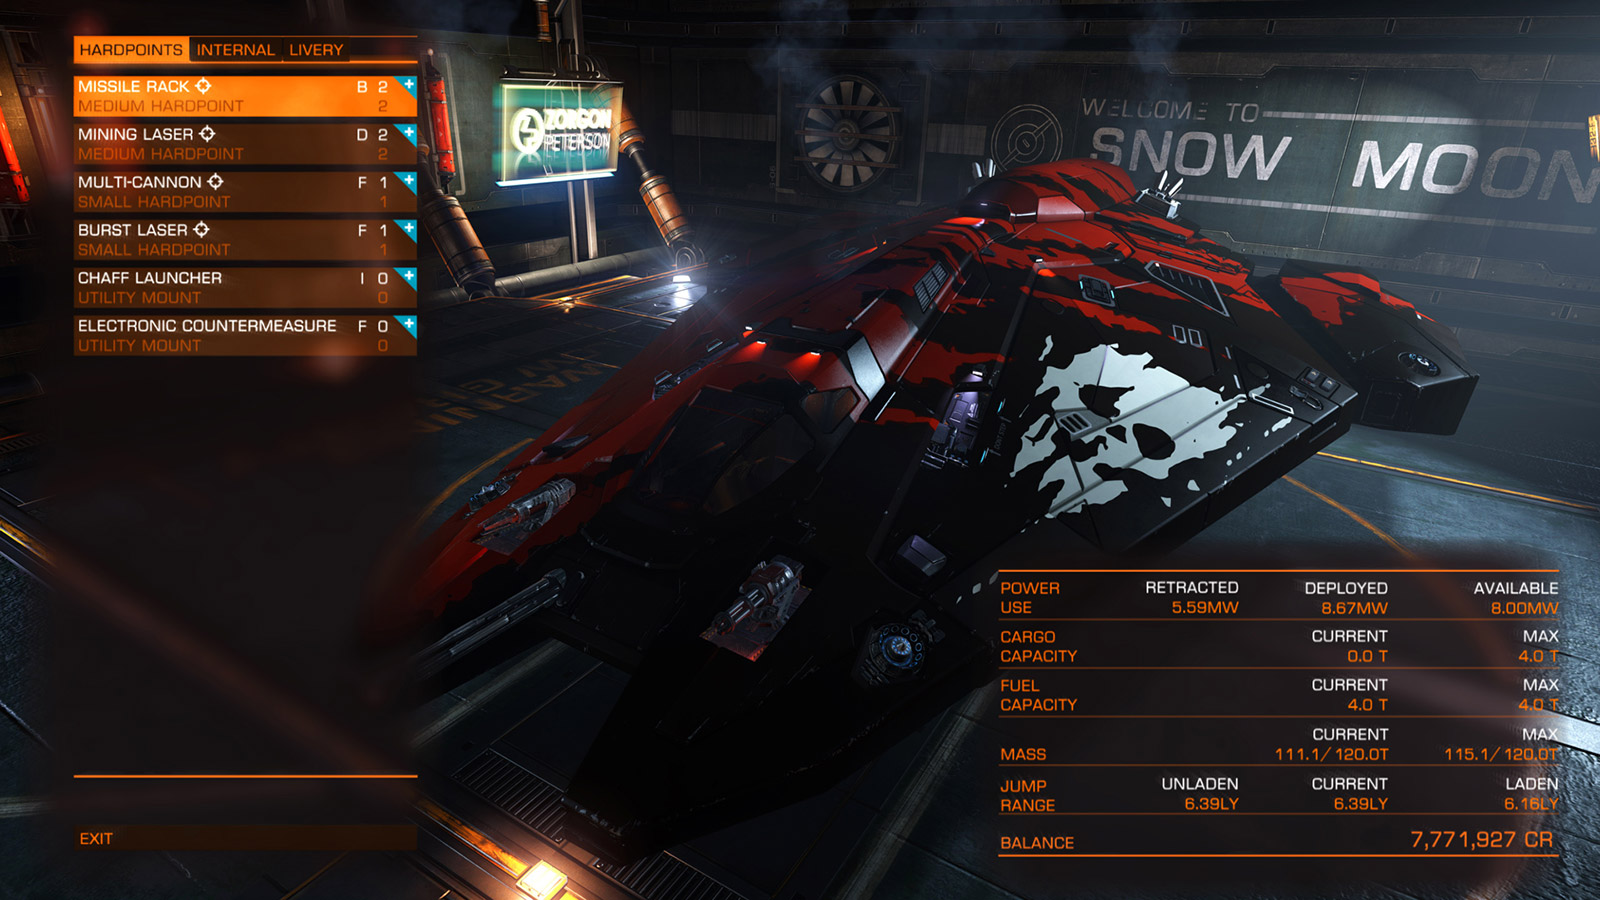 HARDPOINTS INTERNAL LIVERY
MISSILE RACK B 2
MEDIUM HARDPOINT 2
MINING LASER D 2
MEDIUM HARDPOINT 2
MULTI-CANNON F 1
SMALL HARDPOINT 1
BURST LASER F 1
SMALL HARDPOINT 1
CHAFF LAUNCHER I 0
UTILITY MOUNT 0
ELECTRONIC COUNTERMEASURE F 0
UTILITY MOUNT 0
EXIT
ZORGON
PETERSON
WELCOME TO
SNOW MOON
POWER RETRACTED DEPLOYED AVAILABLE
USE 5.59MW 8.67MW 8.00MW
CARGO CURRENT MAX
CAPACITY 0.0 T 4.0 T
FUEL CURRENT MAX
CAPACITY 4.0 T 4.0 T
CURRENT MAX
MASS 111.1/120.0T 115.1/120.0T
JUMP UNLADEN CURRENT LADEN
RANGE 6.39LY 6.39LY 6.16LY
BALANCE 7,771,927 CR